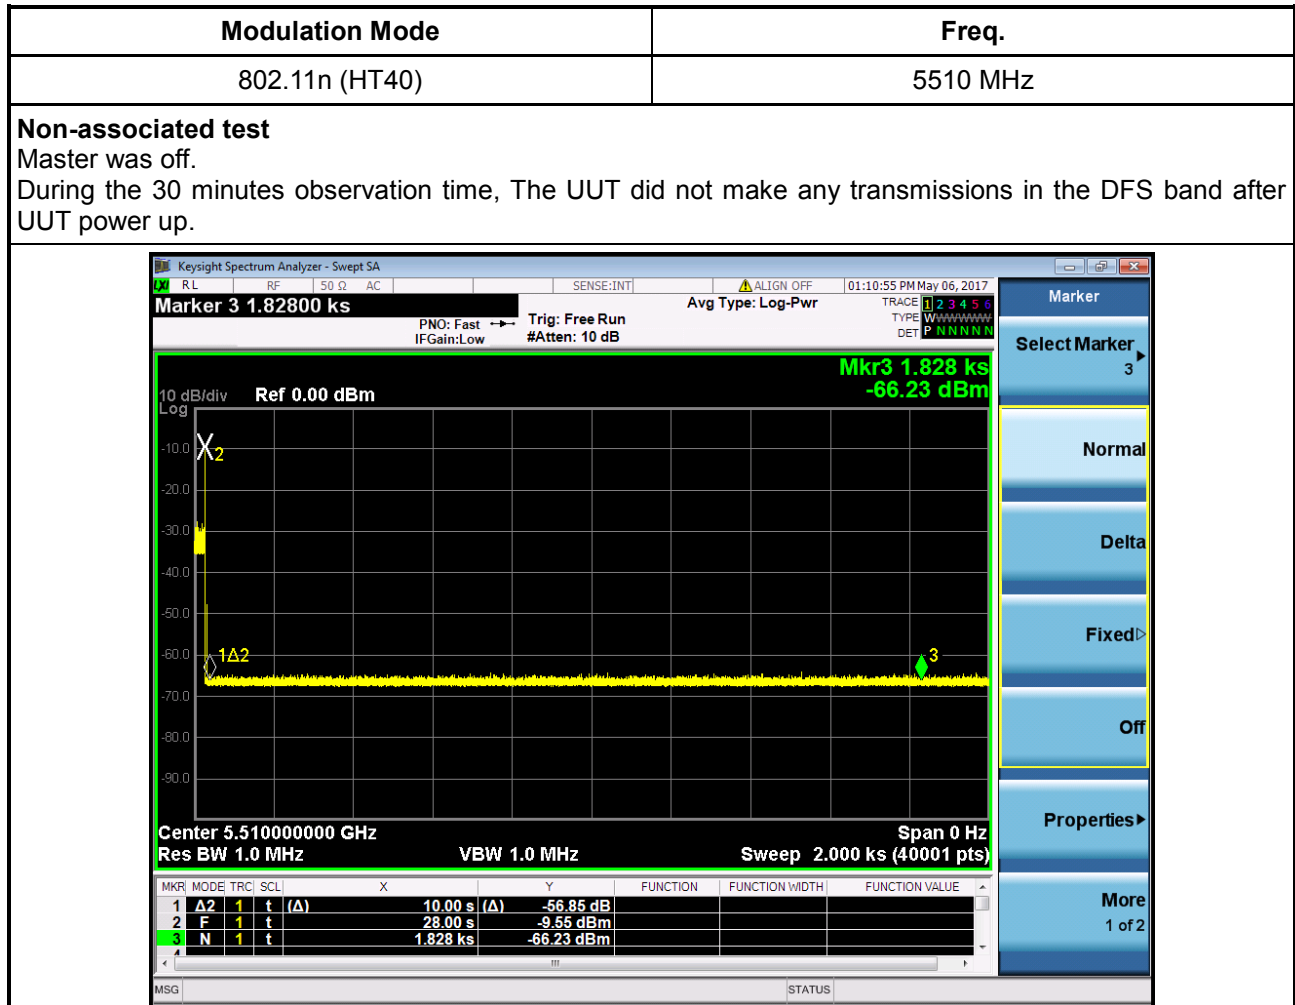 Modulation Mode Freq.
802.11n (HT40) 5510 MHz
Non-associated test
Master was off.
During the 30 minutes observation time, The UUT did not make any transmissions in the DFS band after
UUT power up.
Keysight Spectrum Analyzer - Swept SA
LXI RL RF 50 Ω AC SENSE:INT ALIGN OFF 01:10:55 PM May 06, 2017
Marker 3 1.82800 ks
PNO: Fast
IFGain:Low
Trig: Free Run
#Atten: 10 dB
Avg Type: Log-Pwr
TRACE 1 2 3 4 5 6
TYPE WWWWWW
DET P N N N N N
Mkr3 1.828 ks
-66.23 dBm
10 dB/div Ref 0.00 dBm
Log
-10.0
-20.0
-30.0
-40.0
-50.0
-60.0
-70.0
-80.0
-90.0
2
1Δ2
3
Center 5.510000000 GHz Span 0 Hz
Res BW 1.0 MHz VBW 1.0 MHz Sweep 2.000 ks (40001 pts)
MKR MODE TRC SCL X Y FUNCTION FUNCTION WIDTH FUNCTION VALUE
1 Δ2 1 t (Δ) 10.00 s (Δ) -56.85 dB
2 F 1 t 28.00 s -9.55 dBm
3 N 1 t 1.828 ks -66.23 dBm
4
MSG STATUS
Marker
Select Marker
3
Normal
Delta
Fixed
Off
Properties
More
1 of 2